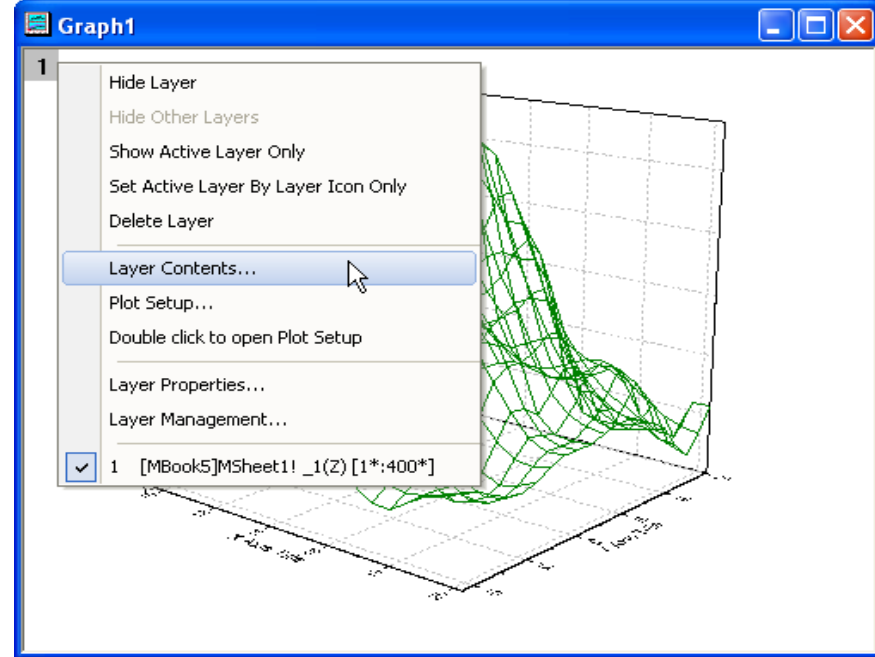 Graph1
1
Hide Layer
Hide Other Layers
Show Active Layer Only
Set Active Layer By Layer Icon Only
Delete Layer
Layer Contents...
Plot Setup...
Double click to open Plot Setup
Layer Properties...
Layer Management...
1 [MBook5]MSheet1! _1(Z) [1*:400*]